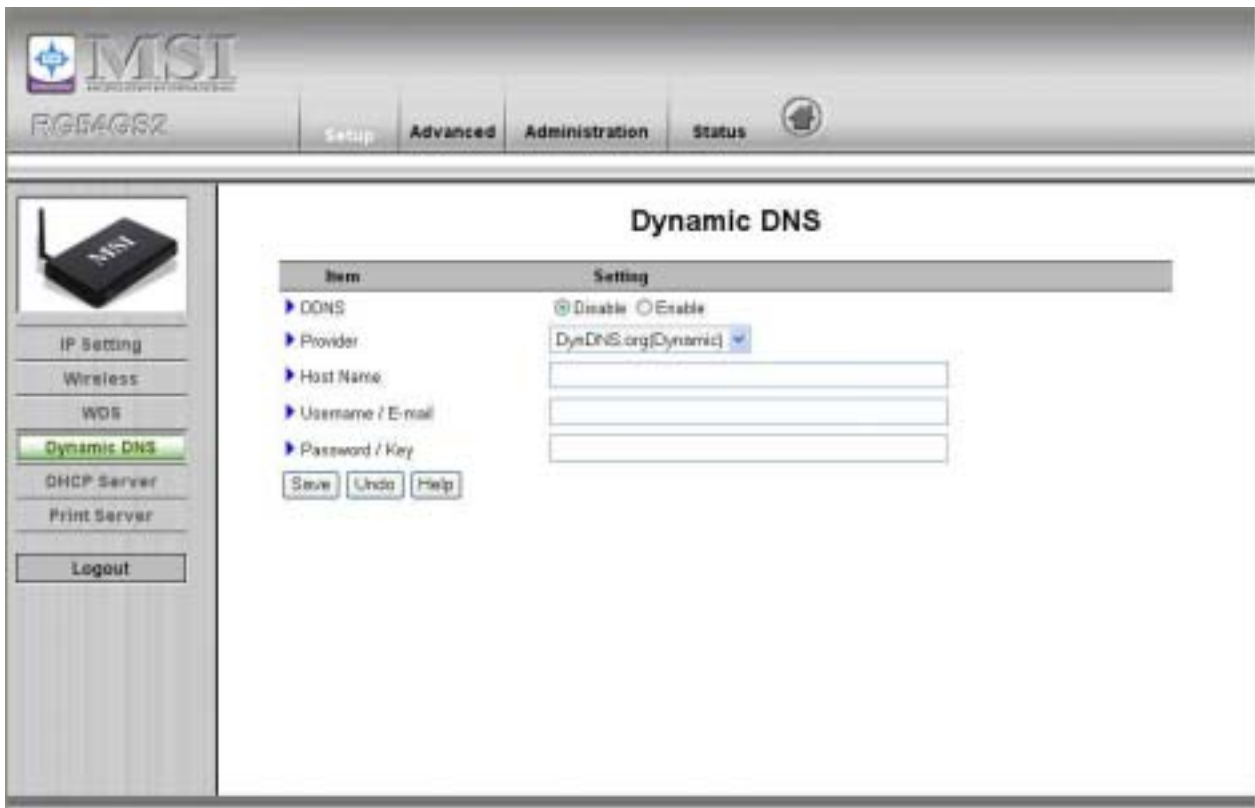 MSI
RG54GS2
Setup Advanced Administration Status
MSI
IP Setting
Wireless
WDS
Dynamic DNS
DHCP Server
Print Server
Logout
Dynamic DNS
Item Setting
DDNS Disable Enable
Provider DynDNS.org(Dynamic)
Host Name
Username / E-mail
Password / Key
Save Undo Help